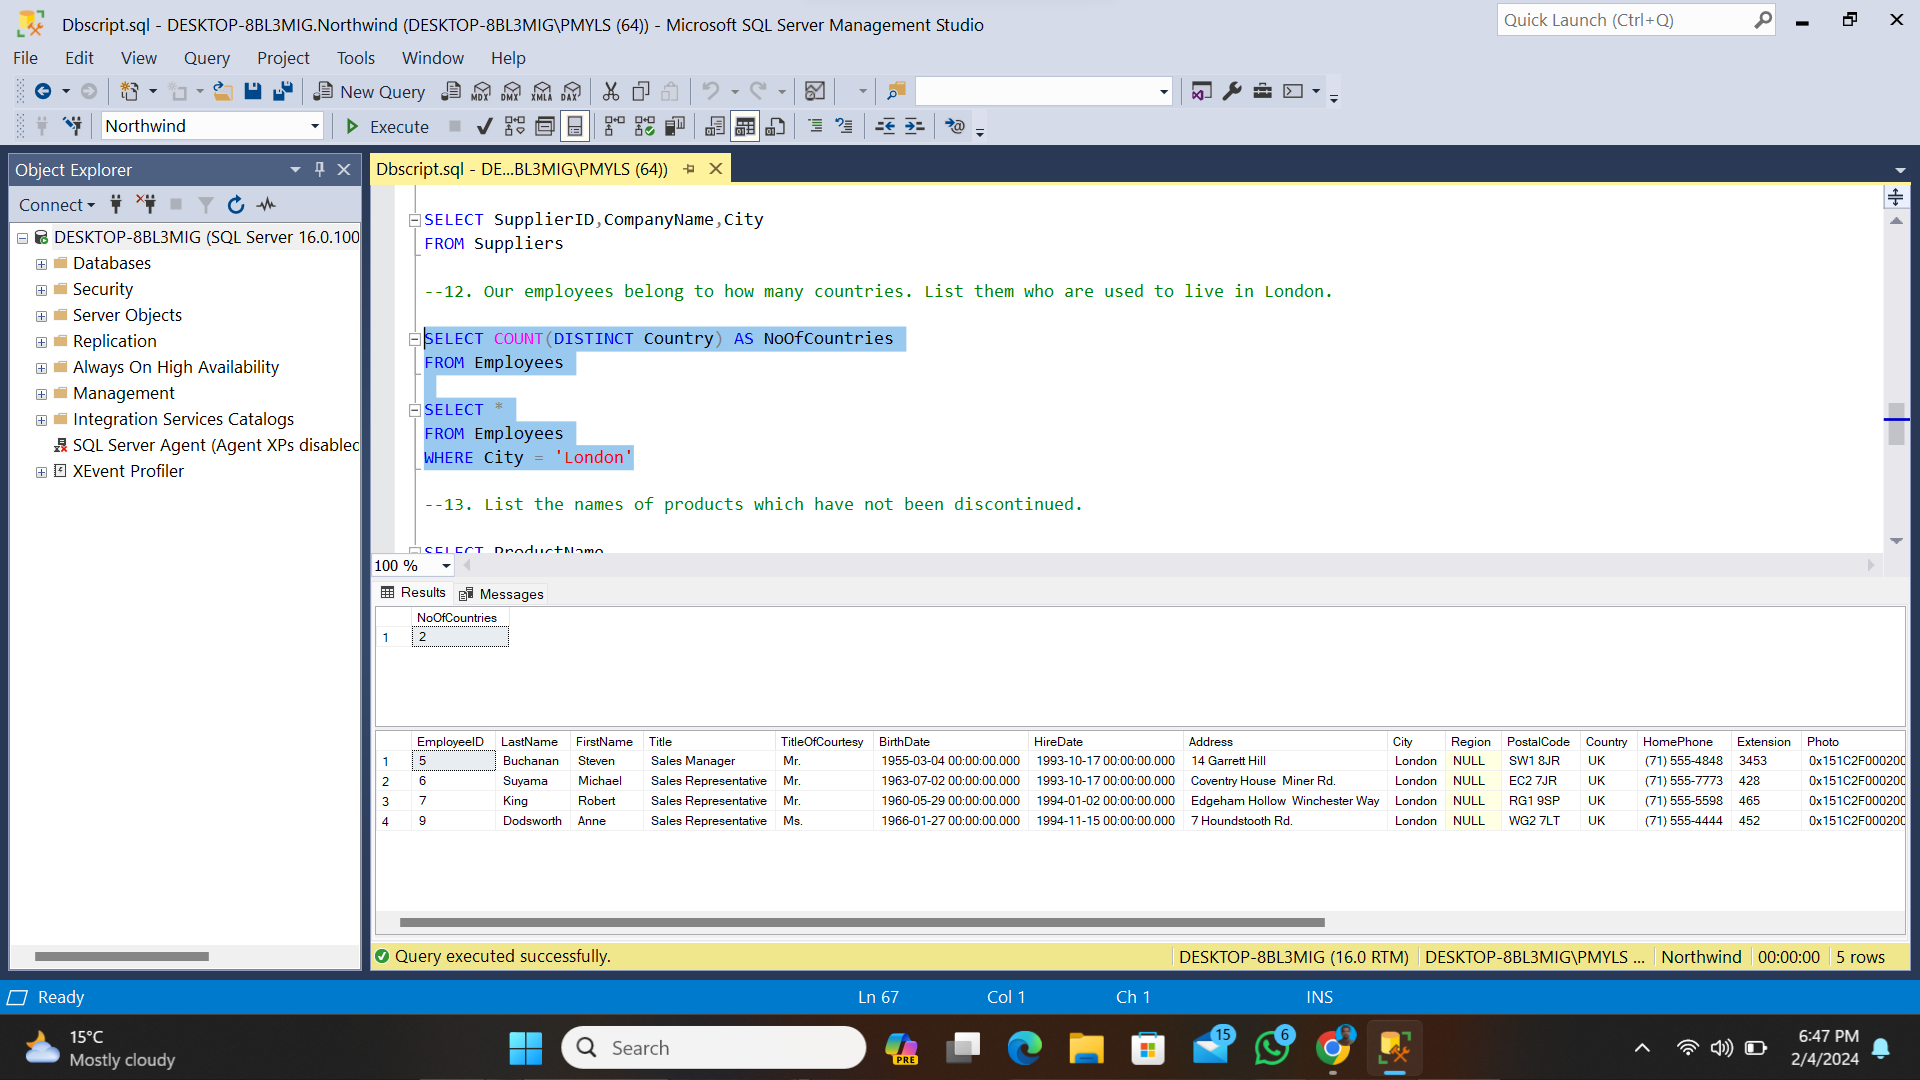 Dbscript.sql - DESKTOP-8BL3MIG.Northwind (DESKTOP-8BL3MIG\PMYLS (64)) - Microsoft SQL Server Management Studio
Quick Launch (Ctrl+Q)
File Edit View Query Project Tools Window Help
New Query MDX DMX XMLA DAX
Northwind Execute
Object Explorer
Connect
DESKTOP-8BL3MIG (SQL Server 16.0.100
Databases
Security
Server Objects
Replication
Always On High Availability
Management
Integration Services Catalogs
SQL Server Agent (Agent XPs disabled
XEvent Profiler
Dbscript.sql - DE...BL3MIG\PMYLS (64))
SELECT SupplierID,CompanyName,City
FROM Suppliers
--12. Our employees belong to how many countries. List them who are used to live in London.
SELECT COUNT(DISTINCT Country) AS NoOfCountries
FROM Employees
SELECT *
FROM Employees
WHERE City = 'London'
--13. List the names of products which have not been discontinued.
SELECT ProductName
100 %
Results Messages
NoOfCountries
1 2
EmployeeID LastName FirstName Title TitleOfCourtesy BirthDate HireDate Address City Region PostalCode Country HomePhone Extension Photo
1 5 Buchanan Steven Sales Manager Mr. 1955-03-04 00:00:00.000 1993-10-17 00:00:00.000 14 Garrett Hill London NULL SW1 8JR UK (71) 555-4848 3453 0x151C2F000200
2 6 Suyama Michael Sales Representative Mr. 1963-07-02 00:00:00.000 1993-10-17 00:00:00.000 Coventry House Miner Rd. London NULL EC2 7JR UK (71) 555-7773 428 0x151C2F000200
3 7 King Robert Sales Representative Mr. 1960-05-29 00:00:00.000 1994-01-02 00:00:00.000 Edgeham Hollow Winchester Way London NULL RG1 9SP UK (71) 555-5598 465 0x151C2F000200
4 9 Dodsworth Anne Sales Representative Ms. 1966-01-27 00:00:00.000 1994-11-15 00:00:00.000 7 Houndstooth Rd. London NULL WG2 7LT UK (71) 555-4444 452 0x151C2F000200
Query executed successfully. DESKTOP-8BL3MIG (16.0 RTM) DESKTOP-8BL3MIG\PMYLS ... Northwind 00:00:00 5 rows
Ready Ln 67 Col 1 Ch 1 INS
15°C
Mostly cloudy
Search
PRE
15
6
6:47 PM
2/4/2024